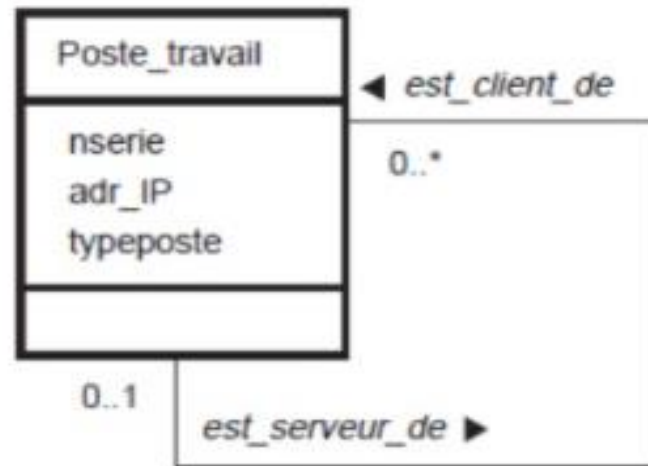 Poste_travail
◄ est_client_de
nserie
0..*
adr_IP
typeposte
0..1
est_serveur_de ►